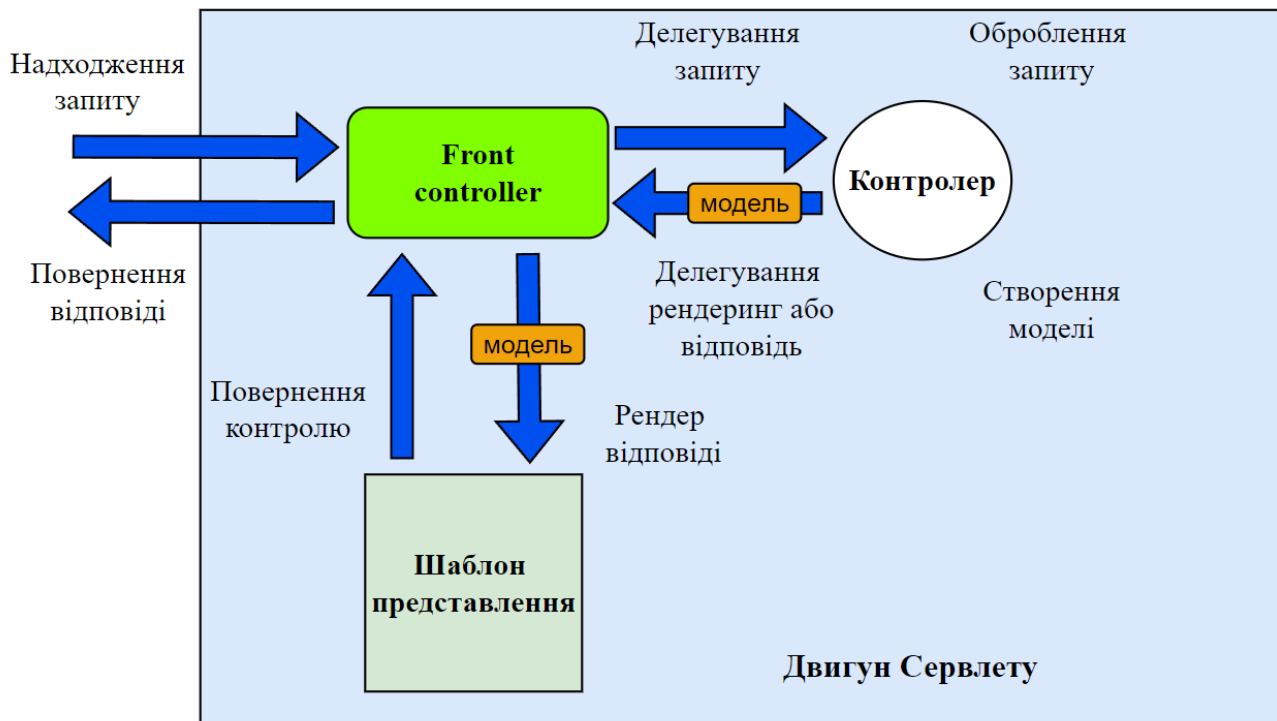 Надходження
запиту
Делегування
запиту
Оброблення
запиту
Front
controller
Контролер
модель
Повернення
відповіді
Делегування
рендеринг або
відповідь
Створення
моделі
модель
Повернення
контролю
Рендер
відповіді
Шаблон
представлення
Двигун Сервлету